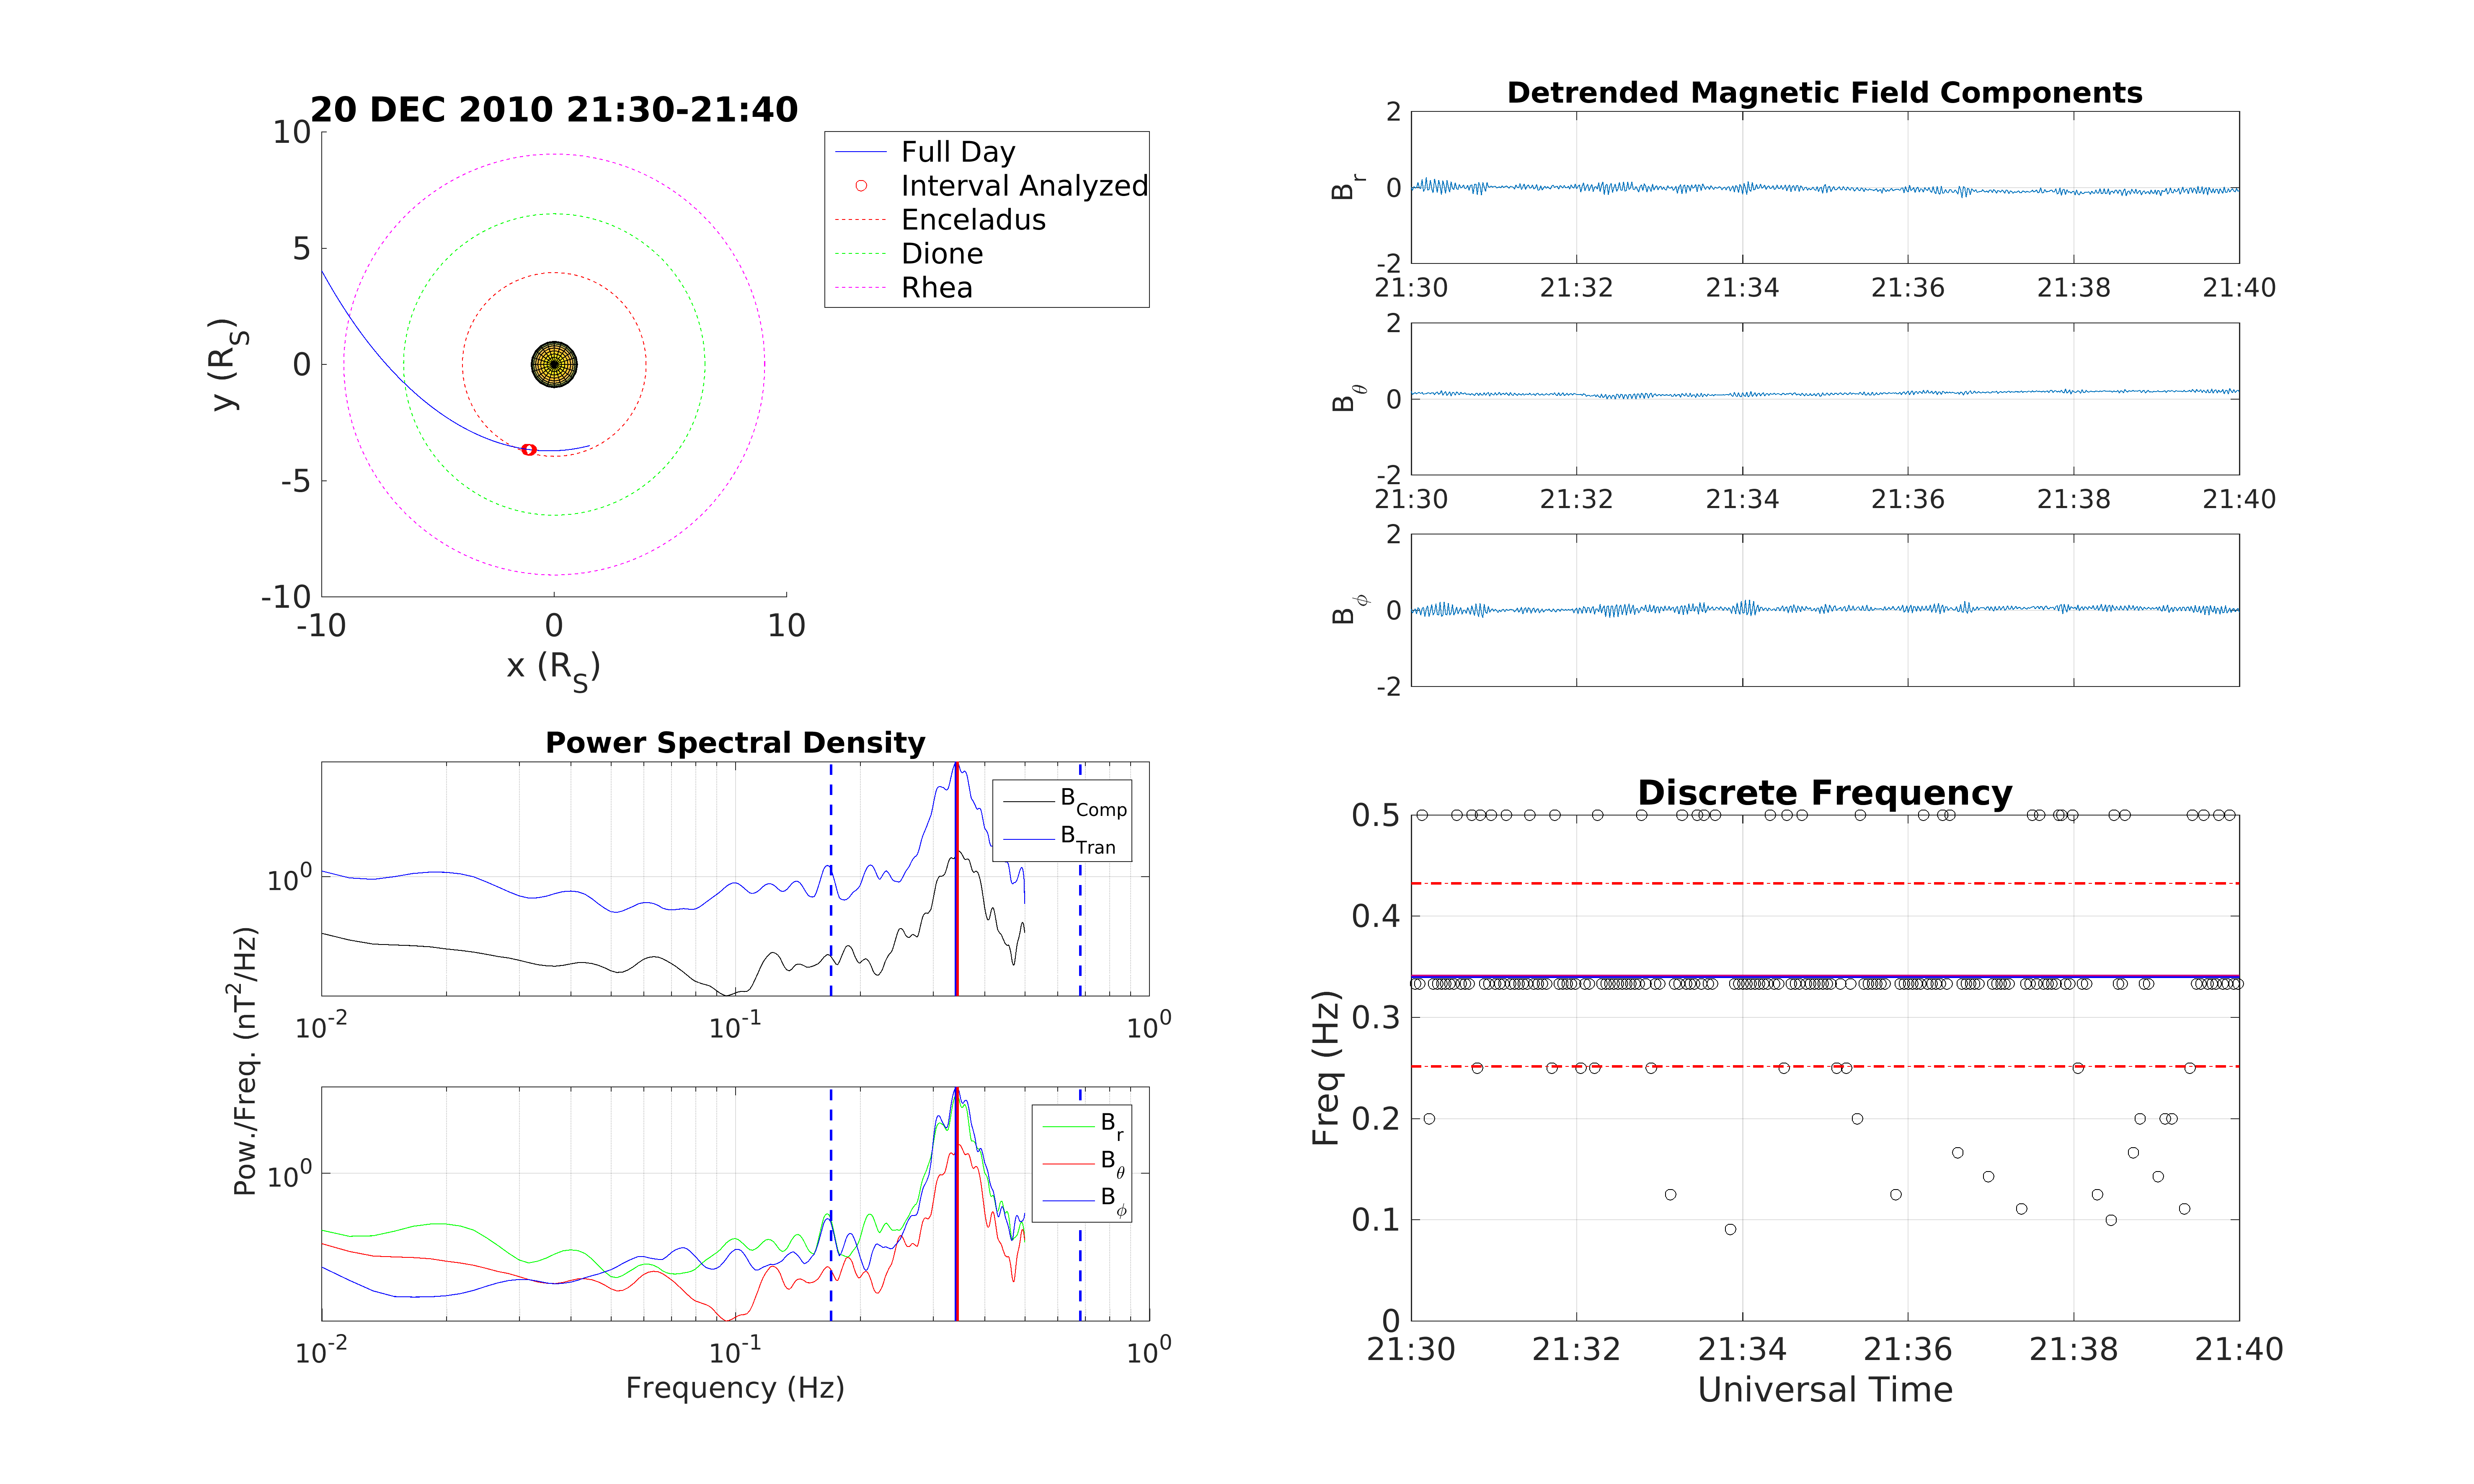 20 DEC 2010 21:30-21:40
10
5
0
-5
-10
y (R_S)
-10 0 10
x (R_S)
Full Day
Interval Analyzed
Enceladus
Dione
Rhea
Detrended Magnetic Field Components
2
0
-2
B_r
21:30 21:32 21:34 21:36 21:38 21:40
2
0
-2
B_θ
21:30 21:32 21:34 21:36 21:38 21:40
2
0
-2
B_ϕ
Power Spectral Density
10^0
B_Comp
B_Tran
10^-2 10^-1 10^0
Pow./Freq. (nT^2/Hz)
10^0
B_r
B_θ
B_ϕ
10^-2 10^-1 10^0
Frequency (Hz)
Discrete Frequency
0.5
0.4
0.3
0.2
0.1
0
Freq (Hz)
21:30 21:32 21:34 21:36 21:38 21:40
Universal Time